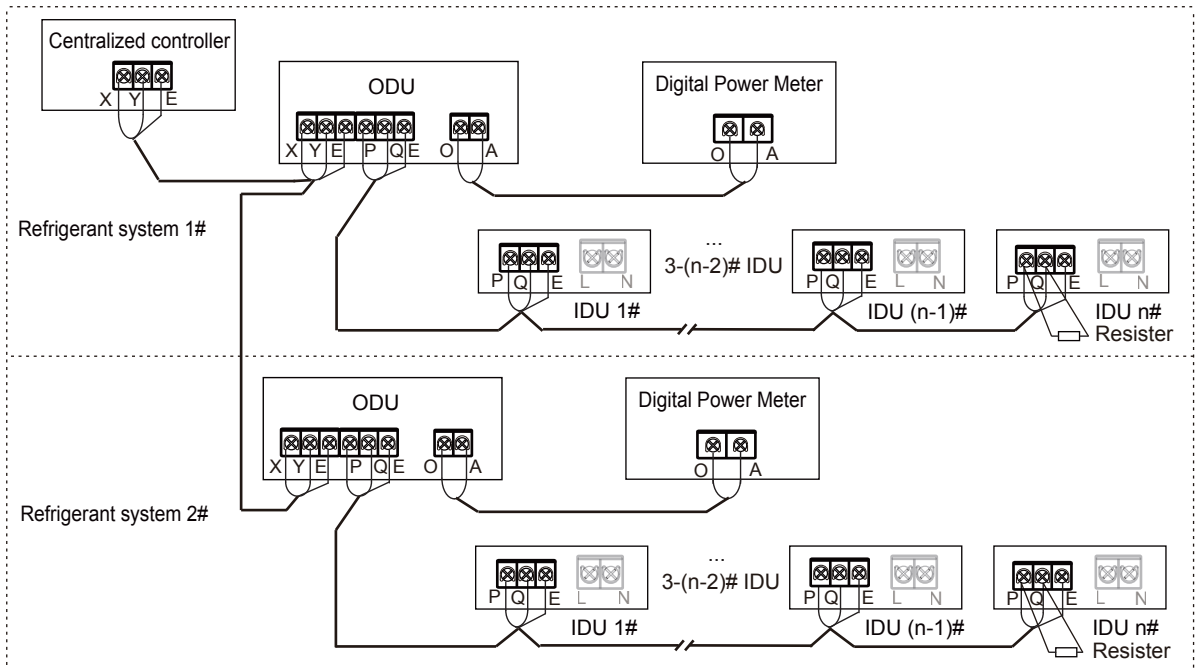 Centralized controller
X Y E
ODU
X Y E P Q E O A
Digital Power Meter
O A
Refrigerant system 1#
P Q E L N
IDU 1#
...
3-(n-2)# IDU
P Q E L N
IDU (n-1)#
P Q E L N
IDU n#
Resister
ODU
X Y E P Q E O A
Digital Power Meter
O A
Refrigerant system 2#
P Q E L N
IDU 1#
...
3-(n-2)# IDU
P Q E L N
IDU (n-1)#
P Q E L N
IDU n#
Resister